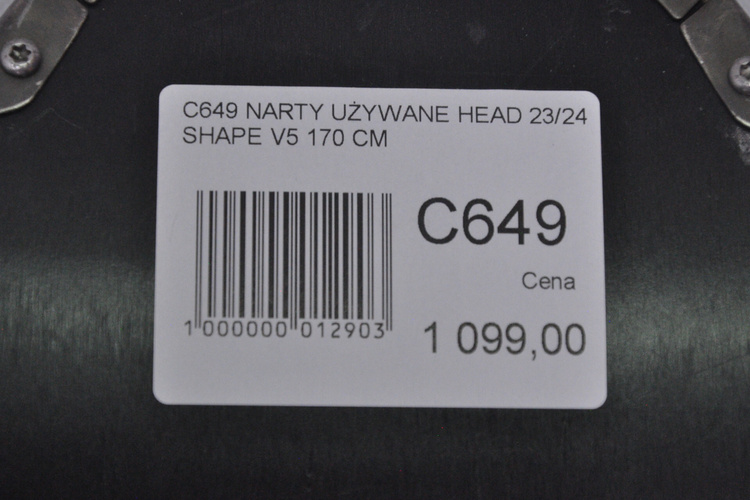 C649 NARTY UŻYWANE HEAD 23/24
SHAPE V5 170 CM
C649
Cena
1 000000 012903
1 099,00